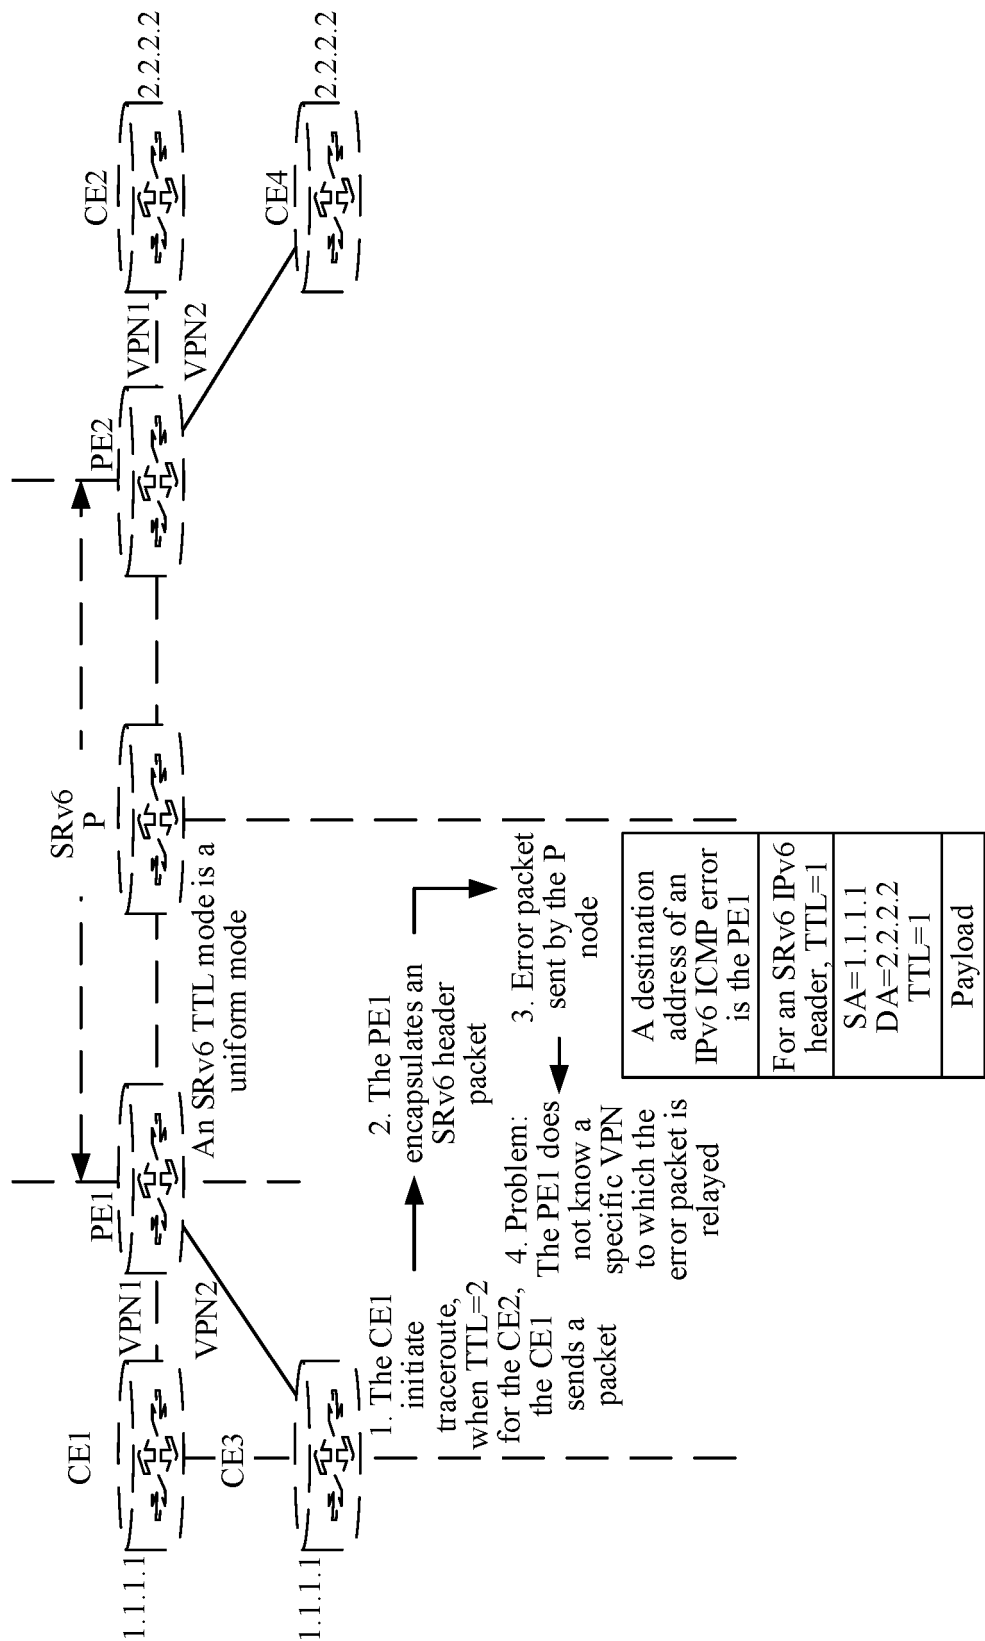 SRv6
CE1
PE1
P
PE2
CE2
1.1.1.1
VPN1
VPN1
2.2.2.2
VPN2
VPN2
An SRv6 TTL mode is a
uniform mode
CE3
CE4
1.1.1.1
2.2.2.2
1. The CE1
initiate
traceroute,
when TTL=2
for the CE2,
the CE1
sends a
packet
2. The PE1
encapsulates an
SRv6 header
packet
3. Error packet
sent by the P
node
4. Problem:
The PE1 does
not know a
specific VPN
to which the
error packet is
relayed
A destination
address of an
IPv6 ICMP error
is the PE1
For an SRv6 IPv6
header, TTL=1
SA=1.1.1.1
DA=2.2.2.2
TTL=1
Payload